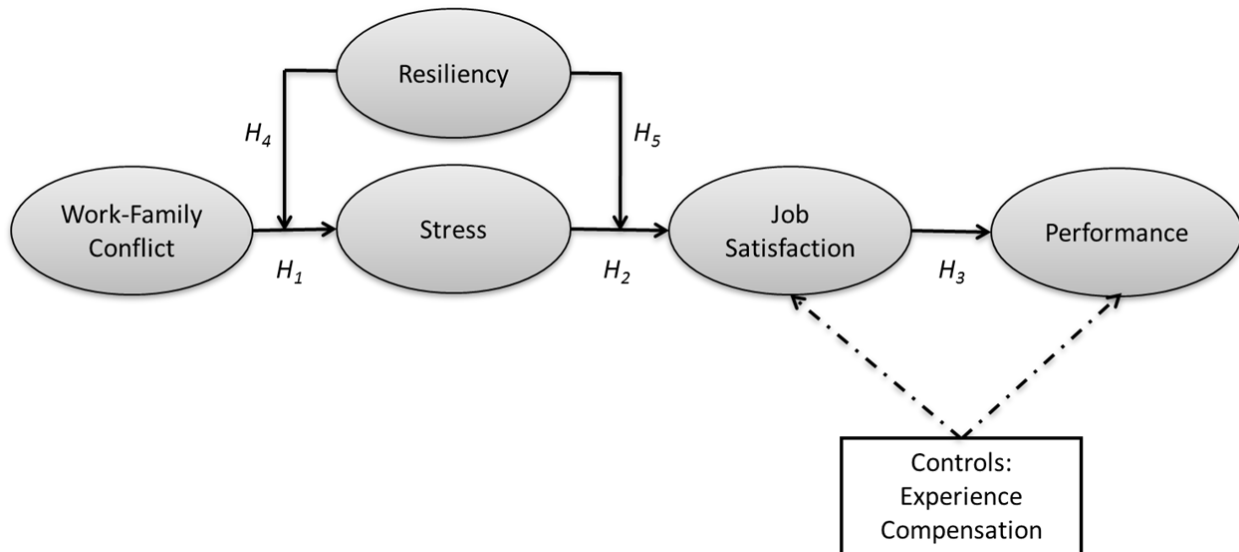 Resiliency
H4
H5
Work-Family
Conflict
Stress
Job
Satisfaction
Performance
H1
H2
H3
Controls:
Experience
Compensation